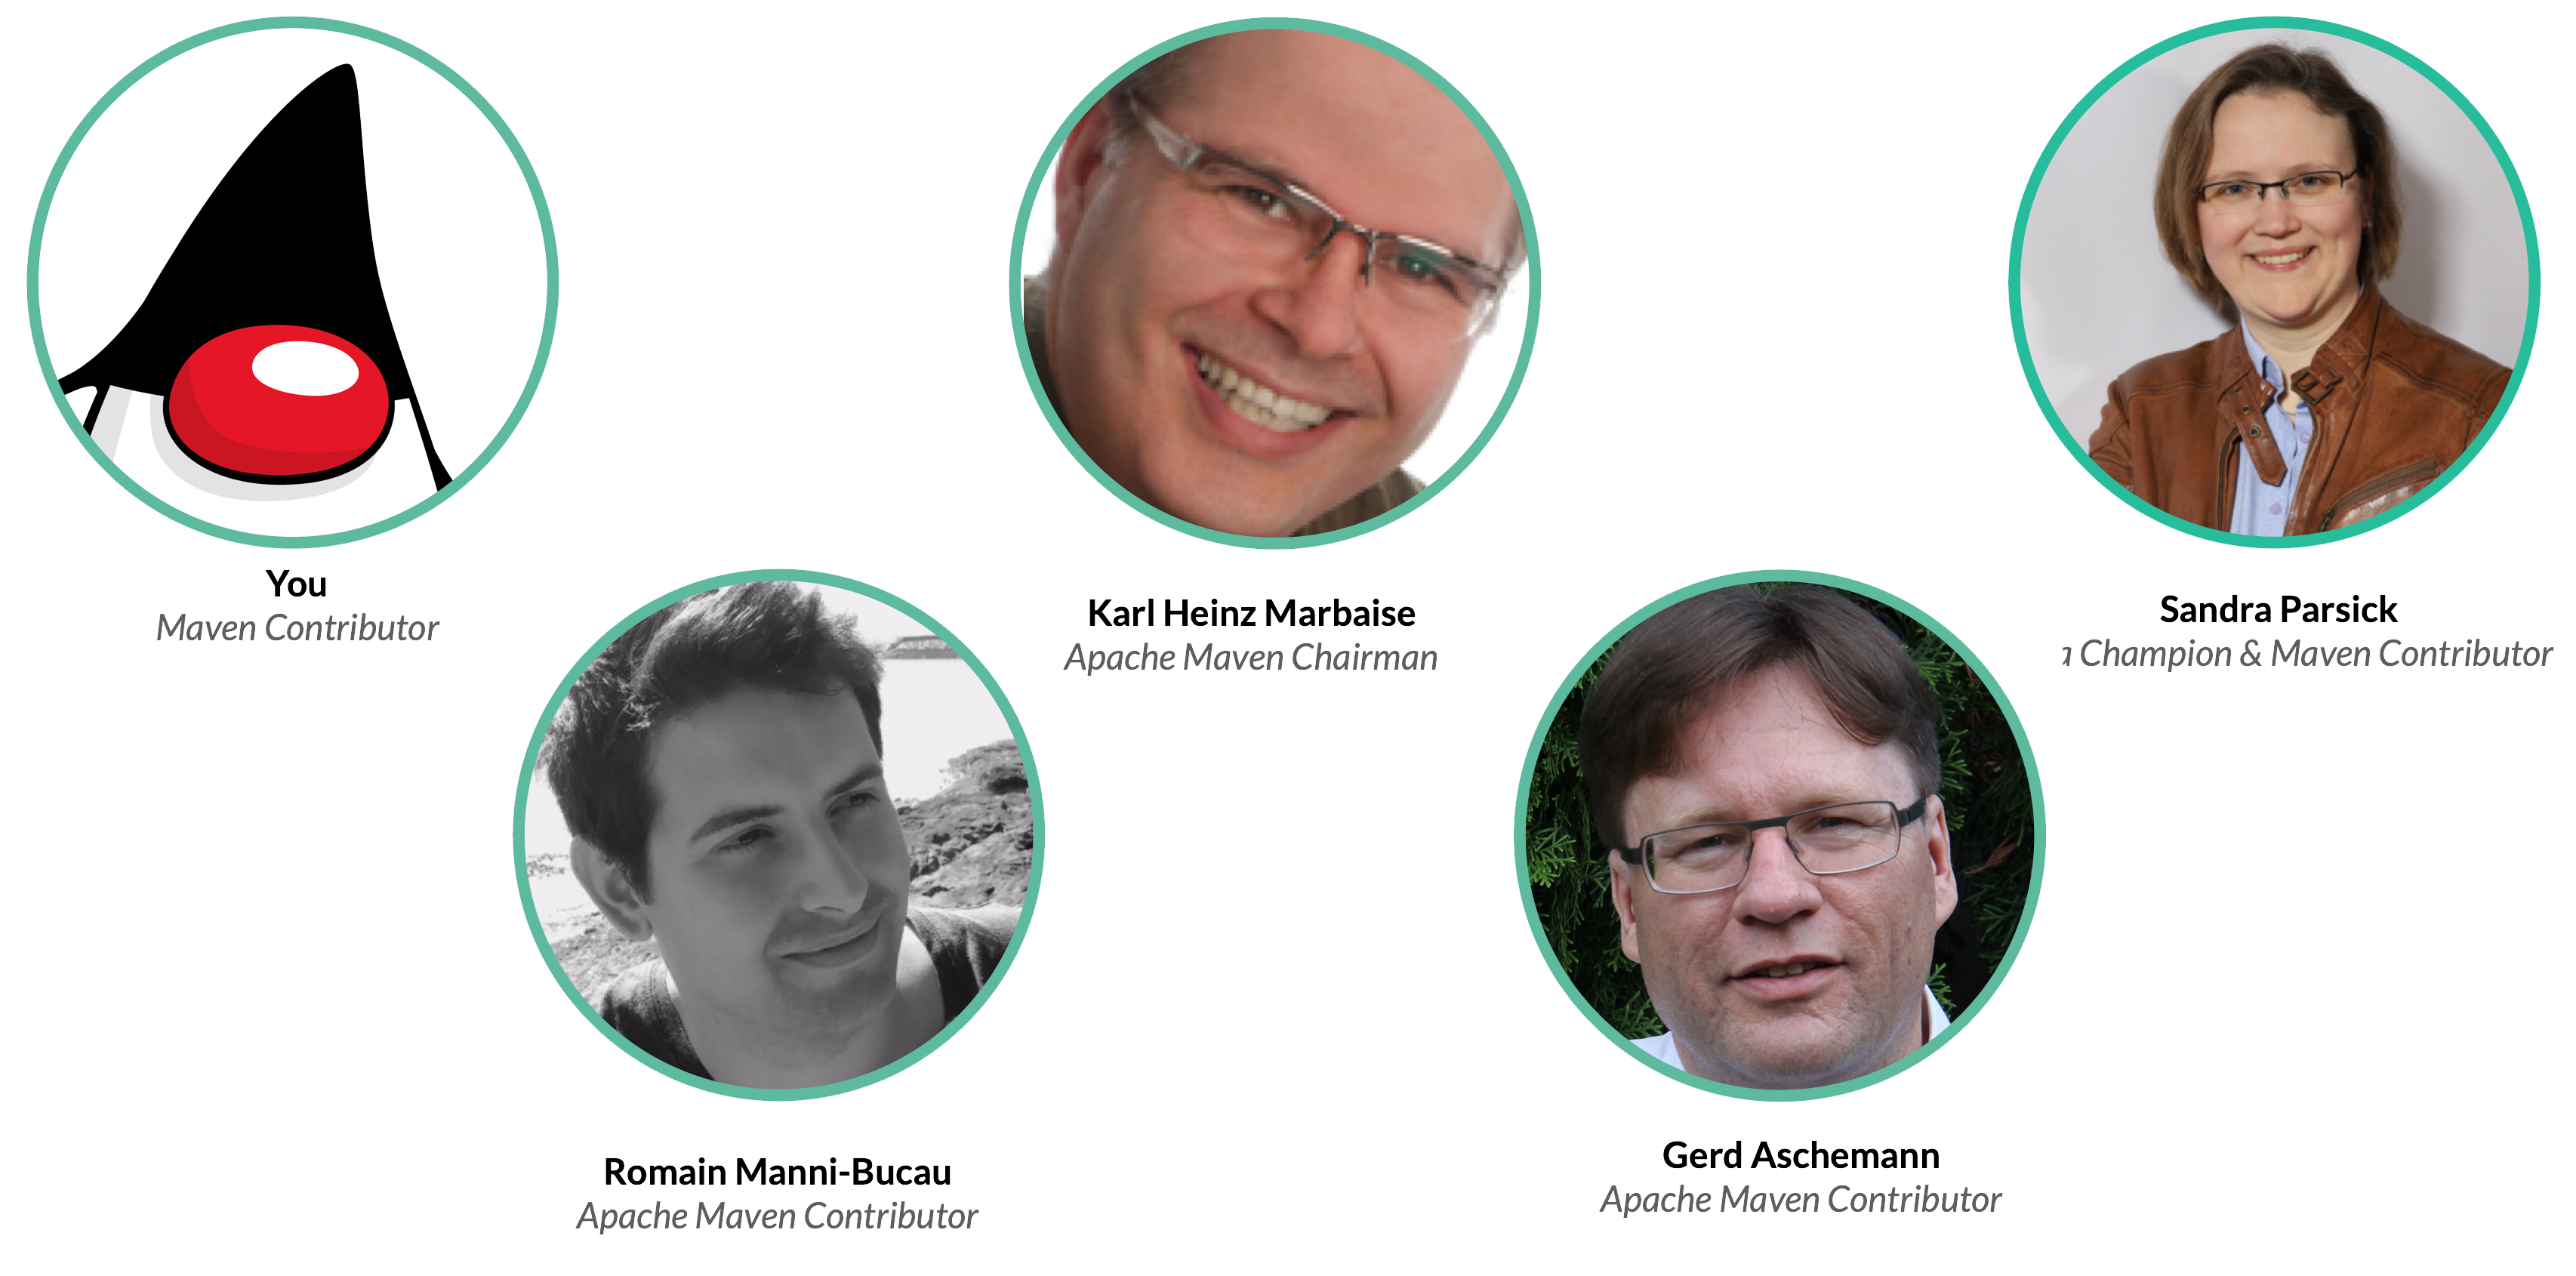 You
Maven Contributor
Karl Heinz Marbaise
Apache Maven Chairman
Sandra Parsick
Champion & Maven Contributor
Romain Manni-Bucau
Apache Maven Contributor
Gerd Aschemann
Apache Maven Contributor